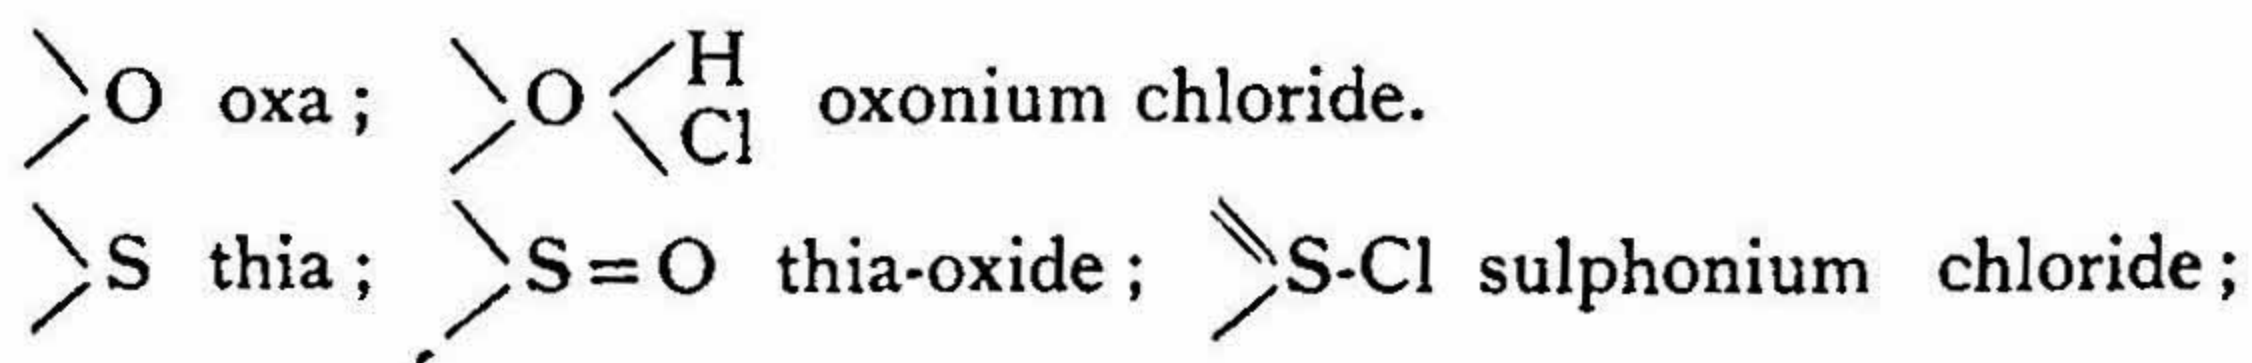 O oxa; O H Cl oxonium chloride.
S thia; S=O thia-oxide; S-Cl sulphonium chloride;